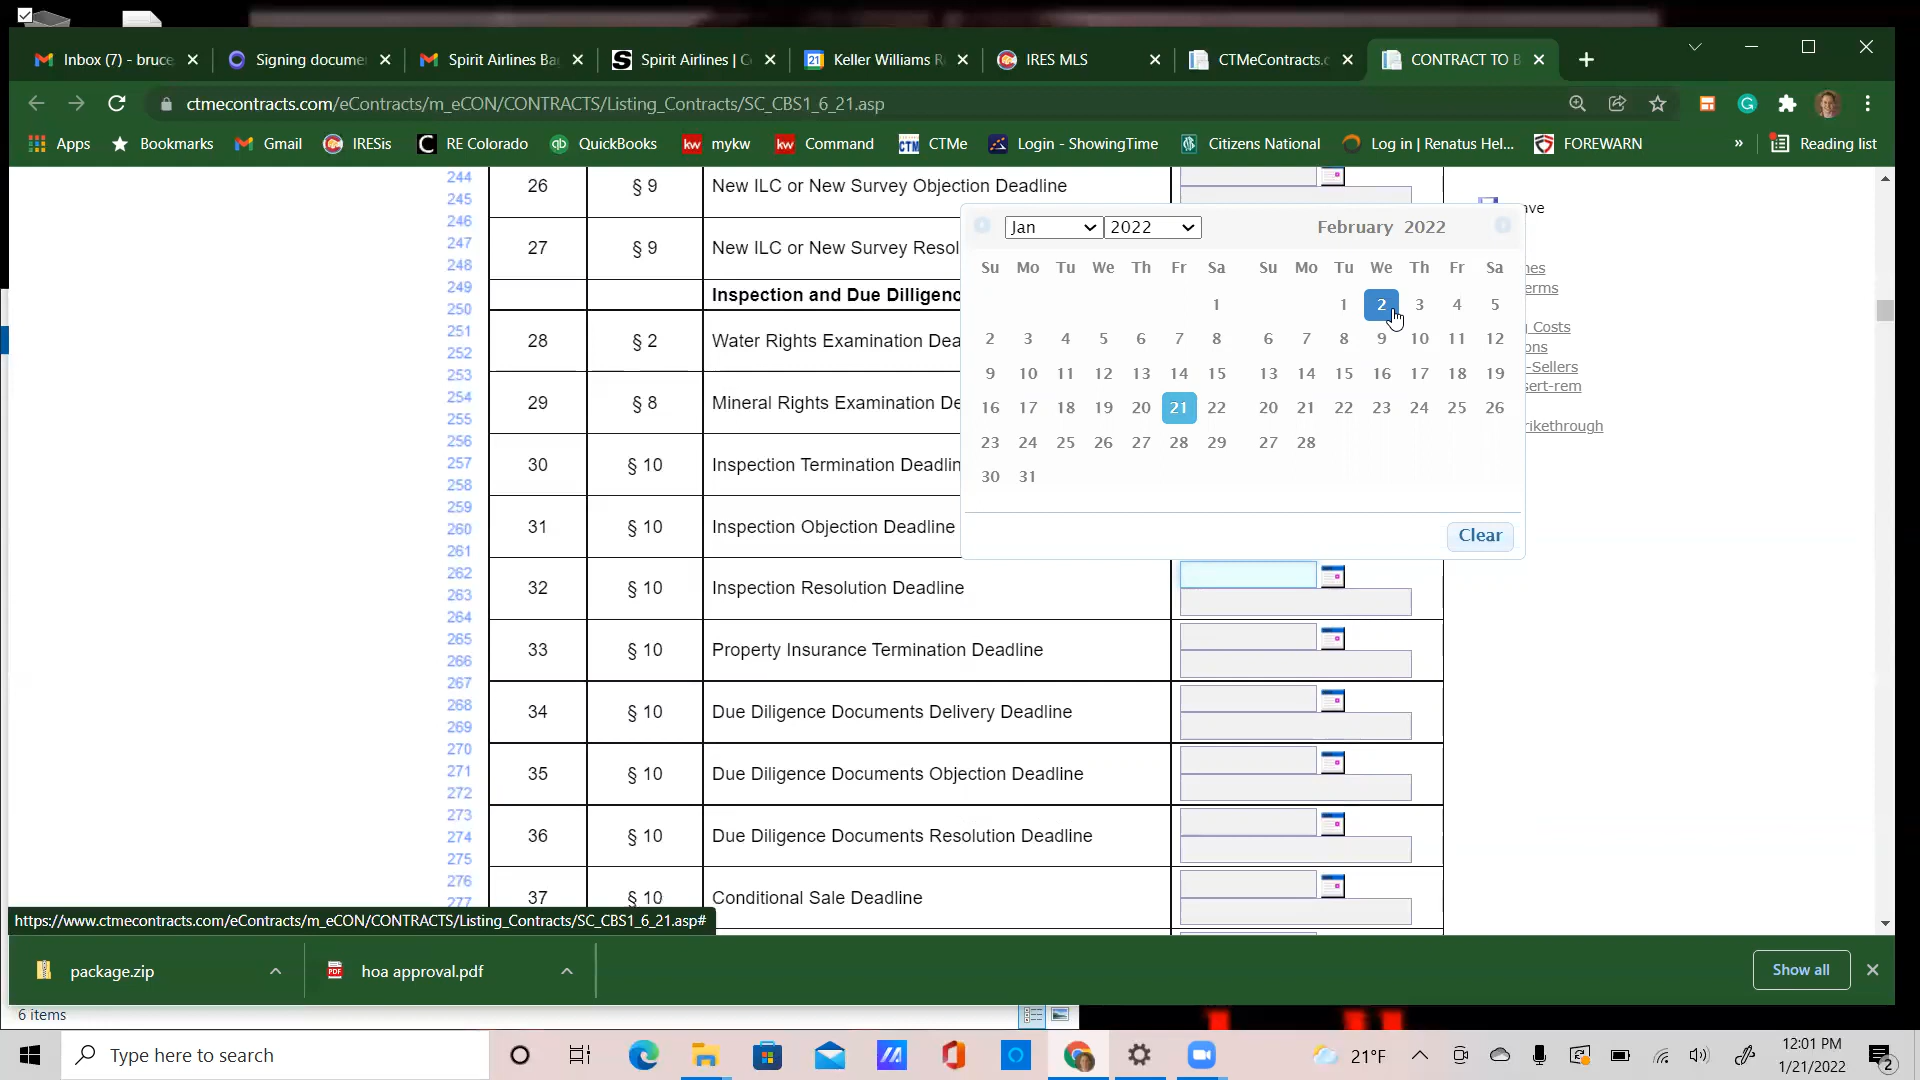 Inbox (7) - bruce
Signing docume
Spirit Airlines Ba
Spirit Airlines | C
Keller Williams R
IRES MLS
CTMeContracts.c
CONTRACT TO B
ctmecontracts.com/eContracts/m_eCON/CONTRACTS/Listing_Contracts/SC_CBS1_6_21.asp
Apps
Bookmarks
Gmail
IRESis
RE Colorado
QuickBooks
mykw
Command
CTMe
Login - ShowingTime
Citizens National
Log in | Renatus Hel...
FOREWARN
»
Reading list
244
245
246
247
248
249
250
251
252
253
254
255
256
257
258
259
260
261
262
263
264
265
266
267
268
269
270
271
272
273
274
275
276
277
26 § 9 New ILC or New Survey Objection Deadline
27 § 9 New ILC or New Survey Resol
Inspection and Due Dilligenc
28 § 2 Water Rights Examination Dea
29 § 8 Mineral Rights Examination De
30 § 10 Inspection Termination Deadlin
31 § 10 Inspection Objection Deadline
32 § 10 Inspection Resolution Deadline
33 § 10 Property Insurance Termination Deadline
34 § 10 Due Diligence Documents Delivery Deadline
35 § 10 Due Diligence Documents Objection Deadline
36 § 10 Due Diligence Documents Resolution Deadline
37 § 10 Conditional Sale Deadline
Jan 2022
Su Mo Tu We Th Fr Sa
1
2 3 4 5 6 7 8
9 10 11 12 13 14 15
16 17 18 19 20 21 22
23 24 25 26 27 28 29
30 31
February 2022
Su Mo Tu We Th Fr Sa
1 2 3 4 5
6 7 8 9 10 11 12
13 14 15 16 17 18 19
20 21 22 23 24 25 26
27 28
Clear
ve
nes
erms
g Costs
ons
-Sellers
sert-rem
rikethrough
https://www.ctmecontracts.com/eContracts/m_eCON/CONTRACTS/Listing_Contracts/SC_CBS1_6_21.asp#
package.zip
hoa approval.pdf
Show all
6 items
Type here to search
21°F
12:01 PM
1/21/2022
2